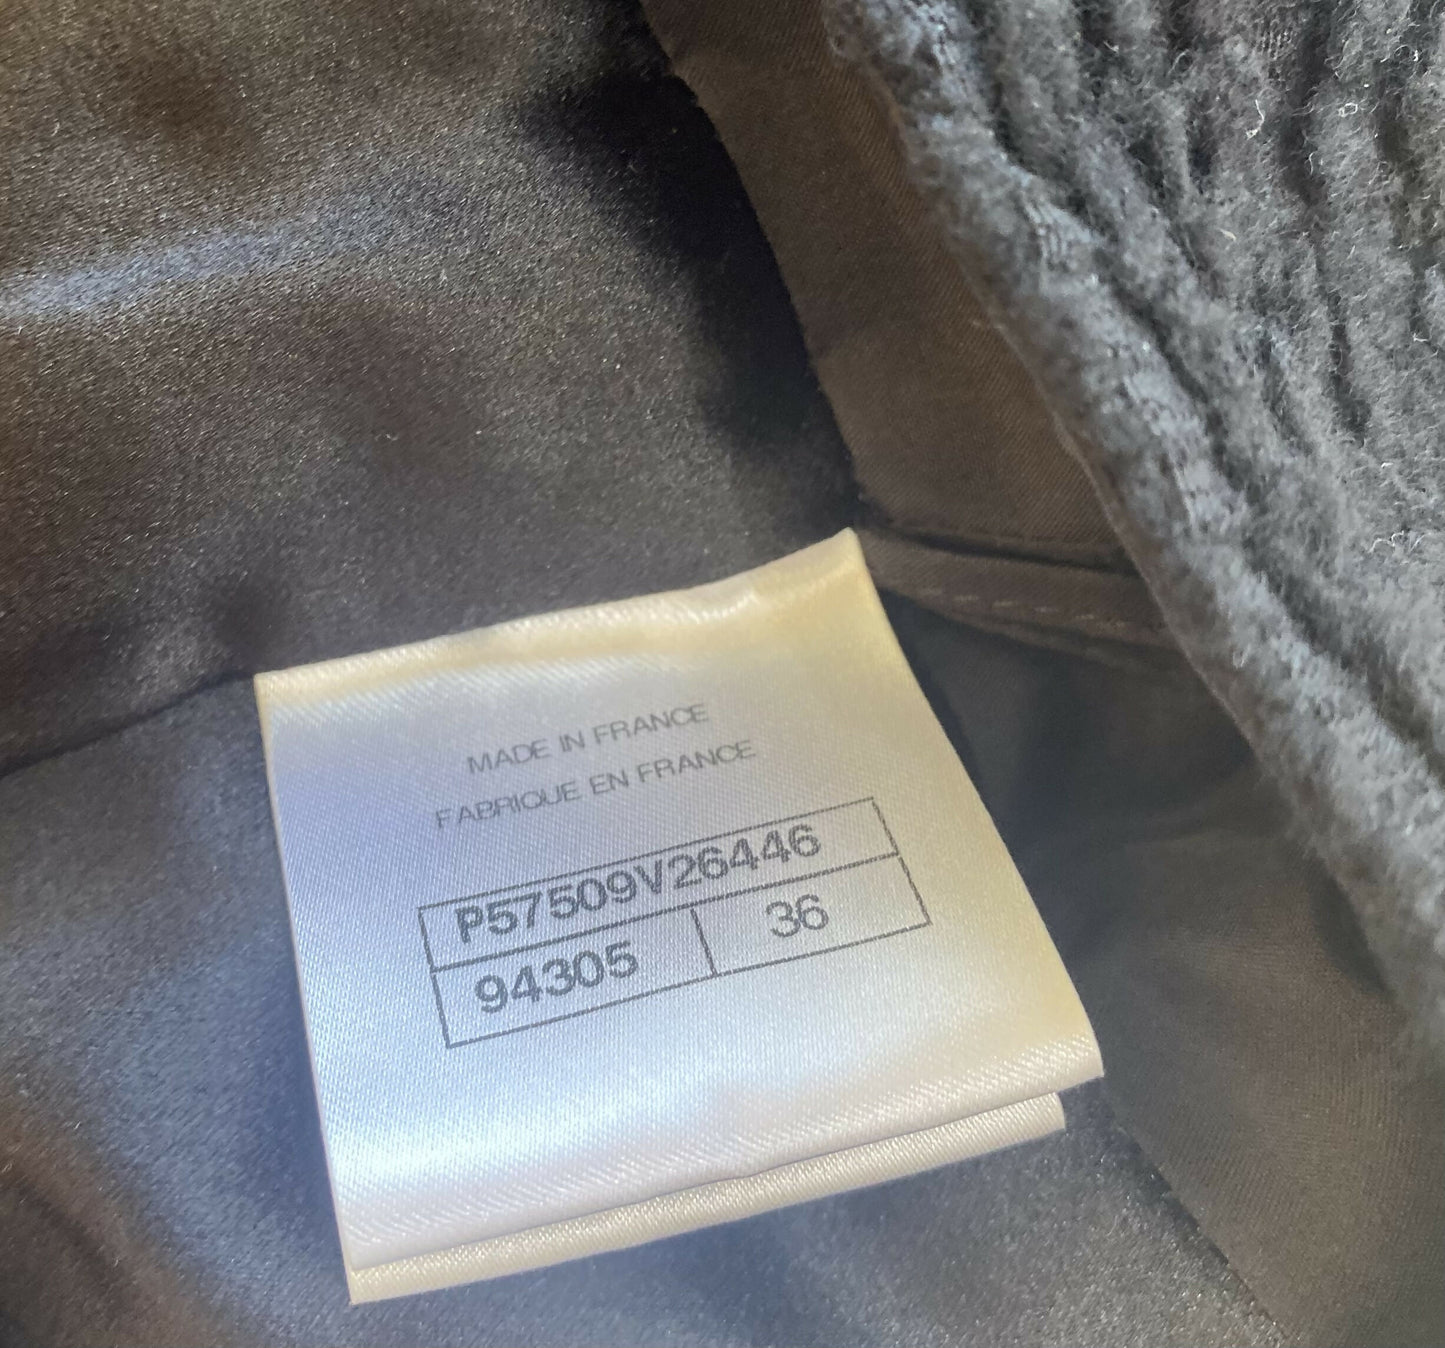 MADE IN FRANCE
FABRIQUE EN FRANCE
P57509V26446
94305 36